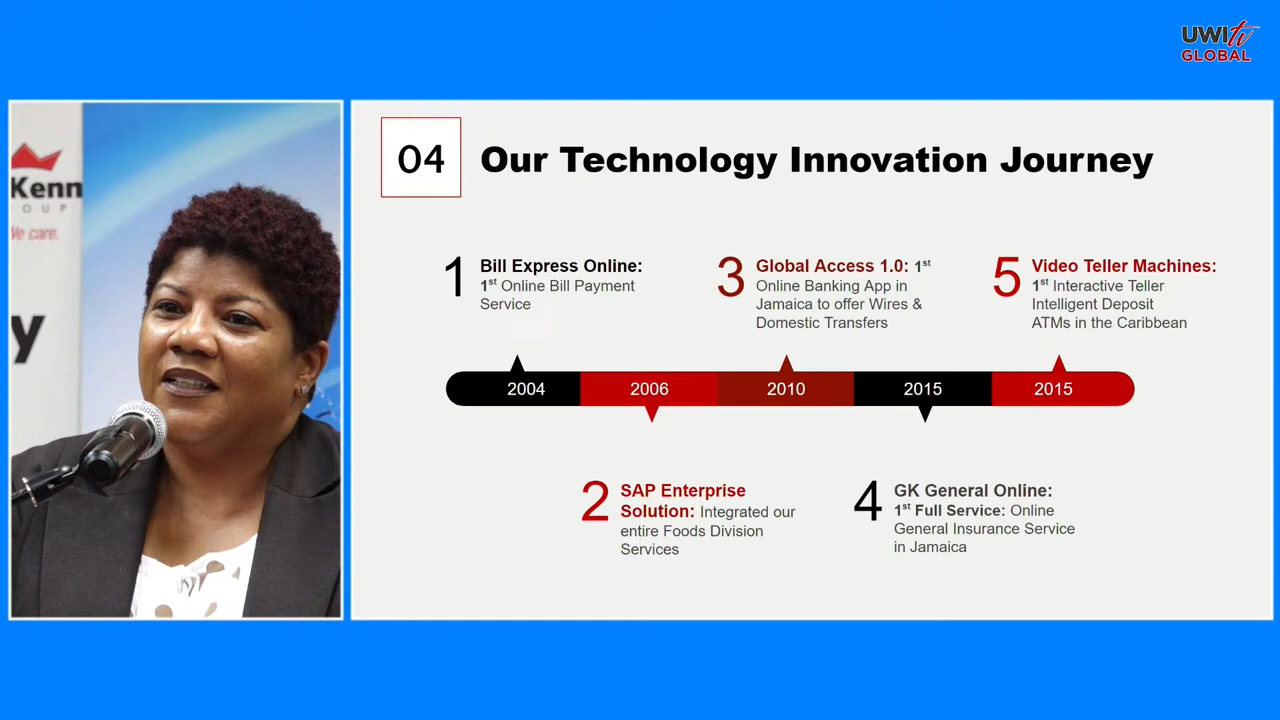 UWItv
GLOBAL
Kenn
O U P
We care.
y
04
Our Technology Innovation Journey
1
Bill Express Online:
1st Online Bill Payment
Service
3
Global Access 1.0: 1st
Online Banking App in
Jamaica to offer Wires &
Domestic Transfers
5
Video Teller Machines:
1st Interactive Teller
Intelligent Deposit
ATMs in the Caribbean
2004
2006
2010
2015
2015
2
SAP Enterprise
Solution: Integrated our
entire Foods Division
Services
4
GK General Online:
1st Full Service: Online
General Insurance Service
in Jamaica